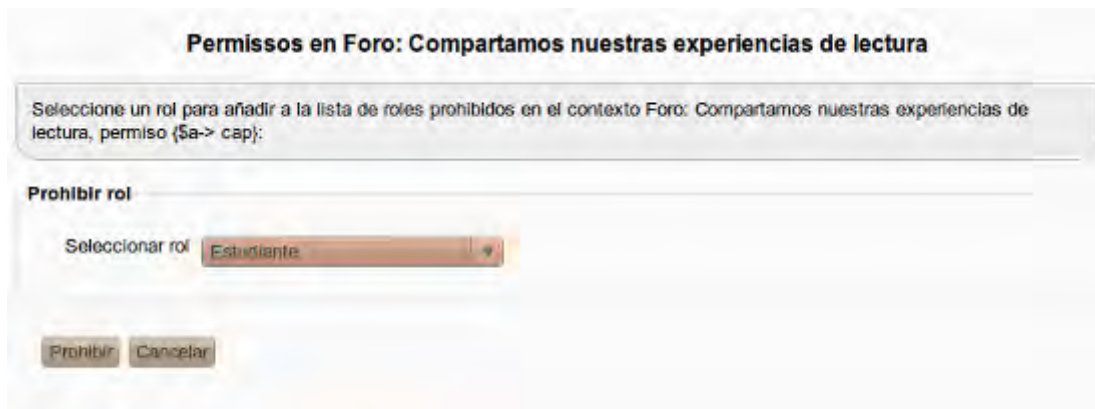 Permissos en Foro: Compartamos nuestras experiencias de lectura
Seleccione un rol para añadir a la lista de roles prohibidos en el contexto Foro: Compartamos nuestras experiencias de
lectura, permiso {$a-> cap}:
Prohibir rol
Seleccionar rol Estudiante
Prohibir Cancelar